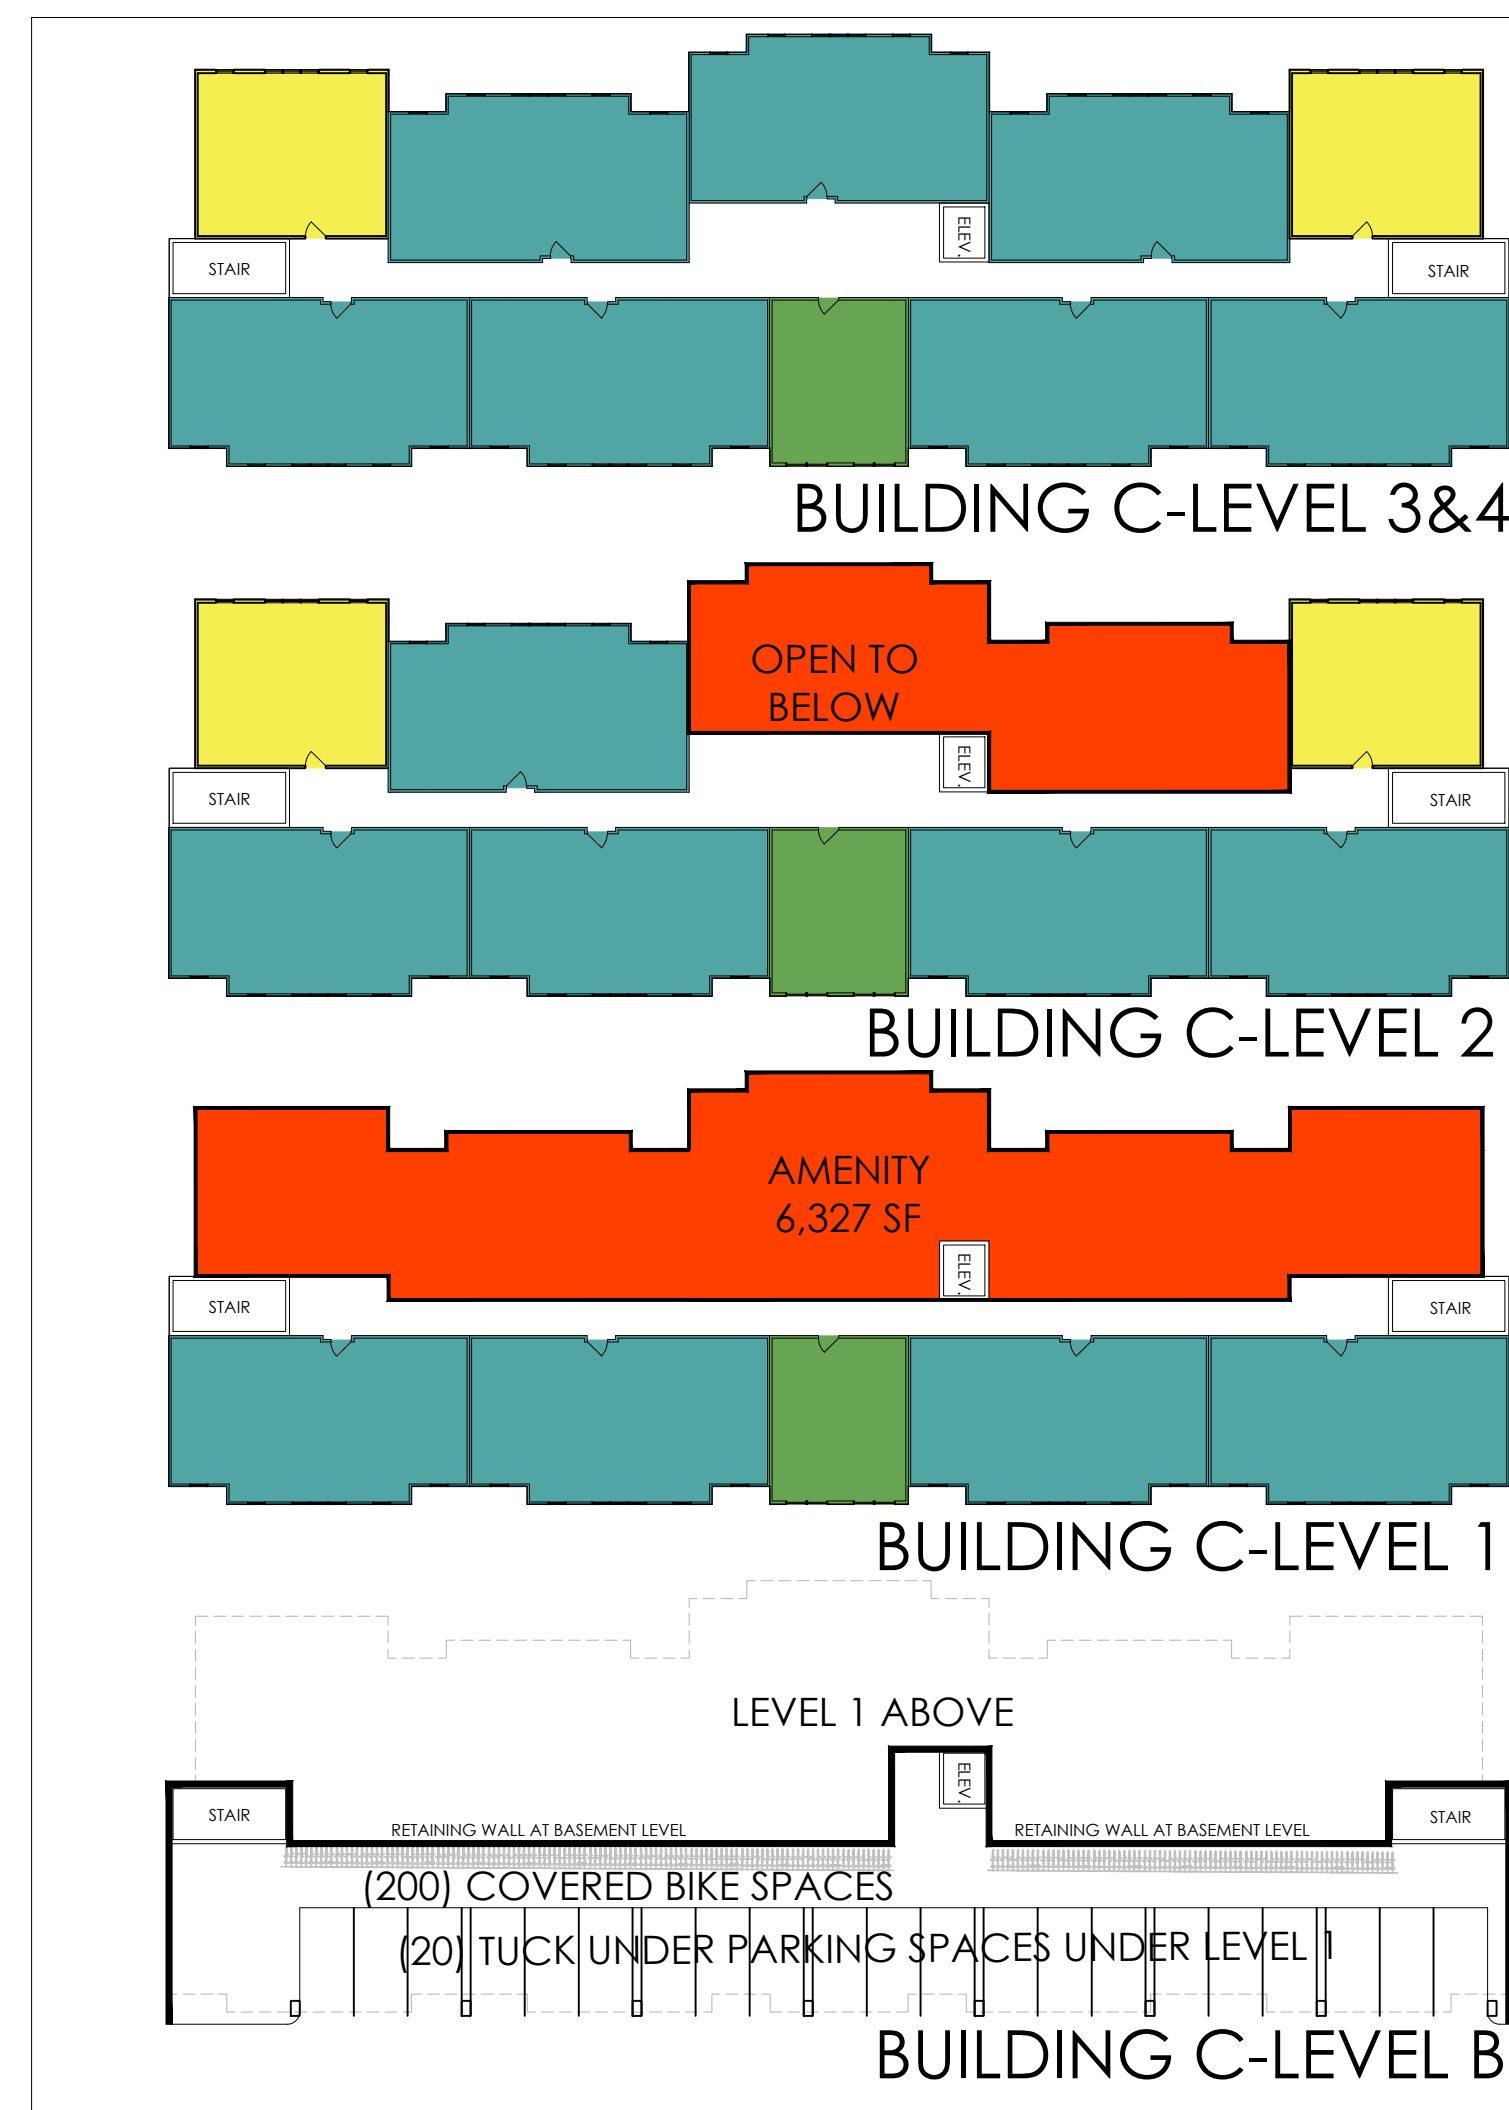 ELEV.
STAIR
STAIR
BUILDING C-LEVEL 3&4
OPEN TO
BELOW
ELEV.
STAIR
STAIR
BUILDING C-LEVEL 2
AMENITY
6,327 SF
ELEV.
STAIR
STAIR
BUILDING C-LEVEL 1
LEVEL 1 ABOVE
ELEV.
STAIR
STAIR
RETAINING WALL AT BASEMENT LEVEL
RETAINING WALL AT BASEMENT LEVEL
(200) COVERED BIKE SPACES
(20) TUCK UNDER PARKING SPACES UNDER LEVEL 1
BUILDING C-LEVEL B